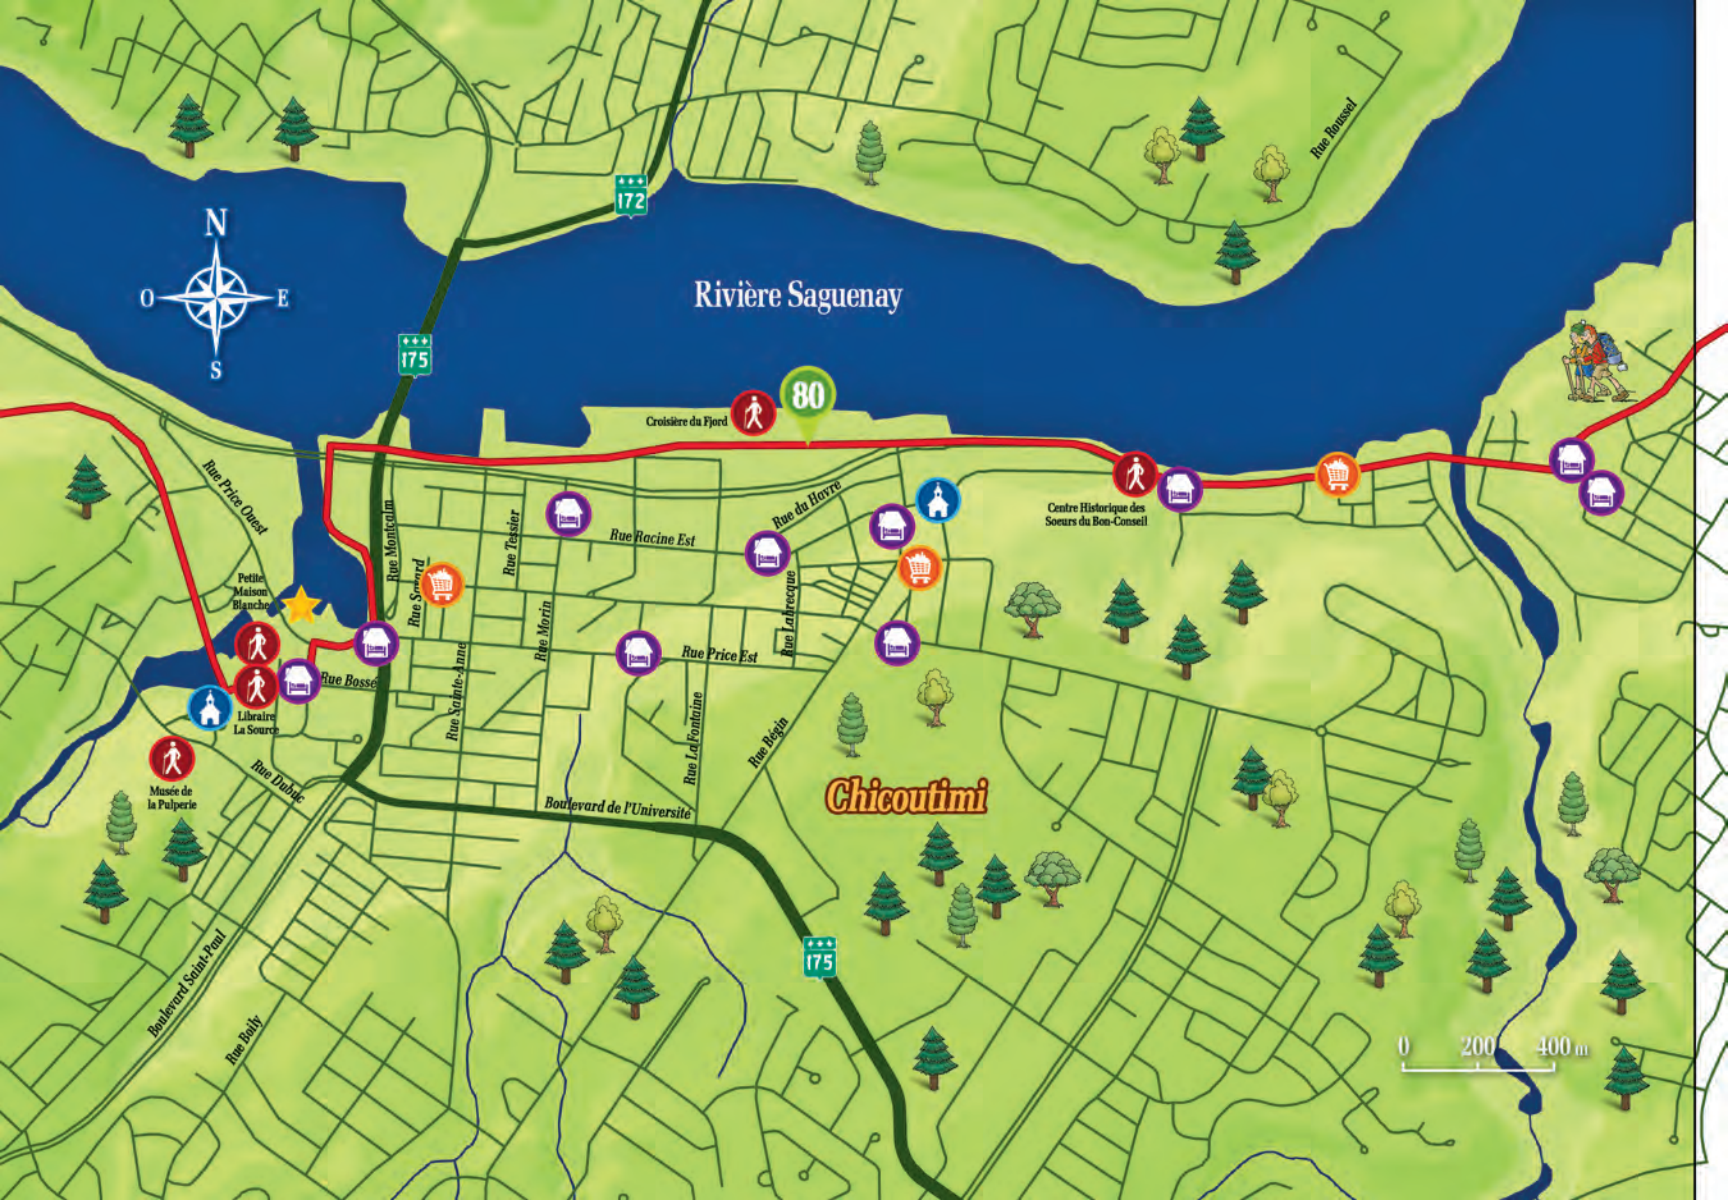 Rue Roussel
172
N
O
E
S
Rivière Saguenay
175
80
Croisière du Fjord
Rue Price Ouest
Rue du Havre
Centre Historique des
Soeurs du Bon-Conseil
Rue Montcalm
Rue Tessier
Rue Racine Est
Petite
Maison
Blanche
Rue Labrecque
Rue Morin
Rue Price Est
Rue Bossé
Rue Sainte-Anne
Libraire
La Source
Rue La Fontaine
Rue Bégin
Musée de
la Pulperie
Rue Dubuc
Chicoutimi
Boulevard de l'Université
175
Boulevard Saint-Paul
Rue Boily
0
200
400 m